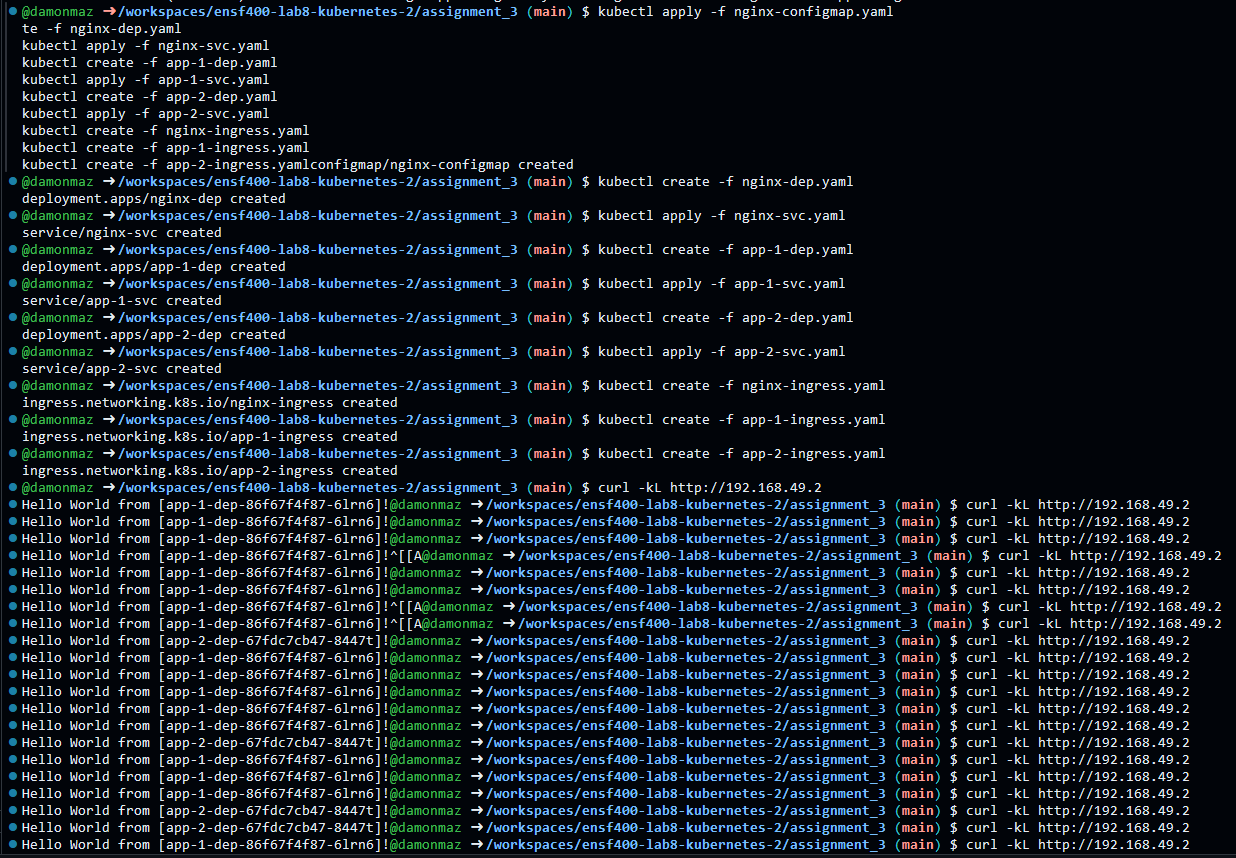 @damonmaz ➜/workspaces/ensf400-lab8-kubernetes-2/assignment_3 (main) $ kubectl apply -f nginx-configmap.yaml
te -f nginx-dep.yaml
kubectl apply -f nginx-svc.yaml
kubectl create -f app-1-dep.yaml
kubectl apply -f app-1-svc.yaml
kubectl create -f app-2-dep.yaml
kubectl apply -f app-2-svc.yaml
kubectl create -f nginx-ingress.yaml
kubectl create -f app-1-ingress.yaml
kubectl create -f app-2-ingress.yamlconfigmap/nginx-configmap created
@damonmaz ➜/workspaces/ensf400-lab8-kubernetes-2/assignment_3 (main) $ kubectl create -f nginx-dep.yaml
deployment.apps/nginx-dep created
@damonmaz ➜/workspaces/ensf400-lab8-kubernetes-2/assignment_3 (main) $ kubectl apply -f nginx-svc.yaml
service/nginx-svc created
@damonmaz ➜/workspaces/ensf400-lab8-kubernetes-2/assignment_3 (main) $ kubectl create -f app-1-dep.yaml
deployment.apps/app-1-dep created
@damonmaz ➜/workspaces/ensf400-lab8-kubernetes-2/assignment_3 (main) $ kubectl apply -f app-1-svc.yaml
service/app-1-svc created
@damonmaz ➜/workspaces/ensf400-lab8-kubernetes-2/assignment_3 (main) $ kubectl create -f app-2-dep.yaml
deployment.apps/app-2-dep created
@damonmaz ➜/workspaces/ensf400-lab8-kubernetes-2/assignment_3 (main) $ kubectl apply -f app-2-svc.yaml
service/app-2-svc created
@damonmaz ➜/workspaces/ensf400-lab8-kubernetes-2/assignment_3 (main) $ kubectl create -f nginx-ingress.yaml
ingress.networking.k8s.io/nginx-ingress created
@damonmaz ➜/workspaces/ensf400-lab8-kubernetes-2/assignment_3 (main) $ kubectl create -f app-1-ingress.yaml
ingress.networking.k8s.io/app-1-ingress created
@damonmaz ➜/workspaces/ensf400-lab8-kubernetes-2/assignment_3 (main) $ kubectl create -f app-2-ingress.yaml
ingress.networking.k8s.io/app-2-ingress created
@damonmaz ➜/workspaces/ensf400-lab8-kubernetes-2/assignment_3 (main) $ curl -kL http://192.168.49.2
Hello World from [app-1-dep-86f67f4f87-6lrn6]!@damonmaz ➜/workspaces/ensf400-lab8-kubernetes-2/assignment_3 (main) $ curl -kL http://192.168.49.2
Hello World from [app-1-dep-86f67f4f87-6lrn6]!@damonmaz ➜/workspaces/ensf400-lab8-kubernetes-2/assignment_3 (main) $ curl -kL http://192.168.49.2
Hello World from [app-1-dep-86f67f4f87-6lrn6]!@damonmaz ➜/workspaces/ensf400-lab8-kubernetes-2/assignment_3 (main) $ curl -kL http://192.168.49.2
Hello World from [app-1-dep-86f67f4f87-6lrn6]!^[[A@damonmaz ➜/workspaces/ensf400-lab8-kubernetes-2/assignment_3 (main) $ curl -kL http://192.168.49.2
Hello World from [app-1-dep-86f67f4f87-6lrn6]!@damonmaz ➜/workspaces/ensf400-lab8-kubernetes-2/assignment_3 (main) $ curl -kL http://192.168.49.2
Hello World from [app-1-dep-86f67f4f87-6lrn6]!@damonmaz ➜/workspaces/ensf400-lab8-kubernetes-2/assignment_3 (main) $ curl -kL http://192.168.49.2
Hello World from [app-1-dep-86f67f4f87-6lrn6]!^[[A@damonmaz ➜/workspaces/ensf400-lab8-kubernetes-2/assignment_3 (main) $ curl -kL http://192.168.49.2
Hello World from [app-1-dep-86f67f4f87-6lrn6]!^[[A@damonmaz ➜/workspaces/ensf400-lab8-kubernetes-2/assignment_3 (main) $ curl -kL http://192.168.49.2
Hello World from [app-2-dep-67fdc7cb47-8447t]!@damonmaz ➜/workspaces/ensf400-lab8-kubernetes-2/assignment_3 (main) $ curl -kL http://192.168.49.2
Hello World from [app-1-dep-86f67f4f87-6lrn6]!@damonmaz ➜/workspaces/ensf400-lab8-kubernetes-2/assignment_3 (main) $ curl -kL http://192.168.49.2
Hello World from [app-1-dep-86f67f4f87-6lrn6]!@damonmaz ➜/workspaces/ensf400-lab8-kubernetes-2/assignment_3 (main) $ curl -kL http://192.168.49.2
Hello World from [app-1-dep-86f67f4f87-6lrn6]!@damonmaz ➜/workspaces/ensf400-lab8-kubernetes-2/assignment_3 (main) $ curl -kL http://192.168.49.2
Hello World from [app-1-dep-86f67f4f87-6lrn6]!@damonmaz ➜/workspaces/ensf400-lab8-kubernetes-2/assignment_3 (main) $ curl -kL http://192.168.49.2
Hello World from [app-1-dep-86f67f4f87-6lrn6]!@damonmaz ➜/workspaces/ensf400-lab8-kubernetes-2/assignment_3 (main) $ curl -kL http://192.168.49.2
Hello World from [app-2-dep-67fdc7cb47-8447t]!@damonmaz ➜/workspaces/ensf400-lab8-kubernetes-2/assignment_3 (main) $ curl -kL http://192.168.49.2
Hello World from [app-1-dep-86f67f4f87-6lrn6]!@damonmaz ➜/workspaces/ensf400-lab8-kubernetes-2/assignment_3 (main) $ curl -kL http://192.168.49.2
Hello World from [app-1-dep-86f67f4f87-6lrn6]!@damonmaz ➜/workspaces/ensf400-lab8-kubernetes-2/assignment_3 (main) $ curl -kL http://192.168.49.2
Hello World from [app-1-dep-86f67f4f87-6lrn6]!@damonmaz ➜/workspaces/ensf400-lab8-kubernetes-2/assignment_3 (main) $ curl -kL http://192.168.49.2
Hello World from [app-2-dep-67fdc7cb47-8447t]!@damonmaz ➜/workspaces/ensf400-lab8-kubernetes-2/assignment_3 (main) $ curl -kL http://192.168.49.2
Hello World from [app-2-dep-67fdc7cb47-8447t]!@damonmaz ➜/workspaces/ensf400-lab8-kubernetes-2/assignment_3 (main) $ curl -kL http://192.168.49.2
Hello World from [app-1-dep-86f67f4f87-6lrn6]!@damonmaz ➜/workspaces/ensf400-lab8-kubernetes-2/assignment_3 (main) $ curl -kL http://192.168.49.2